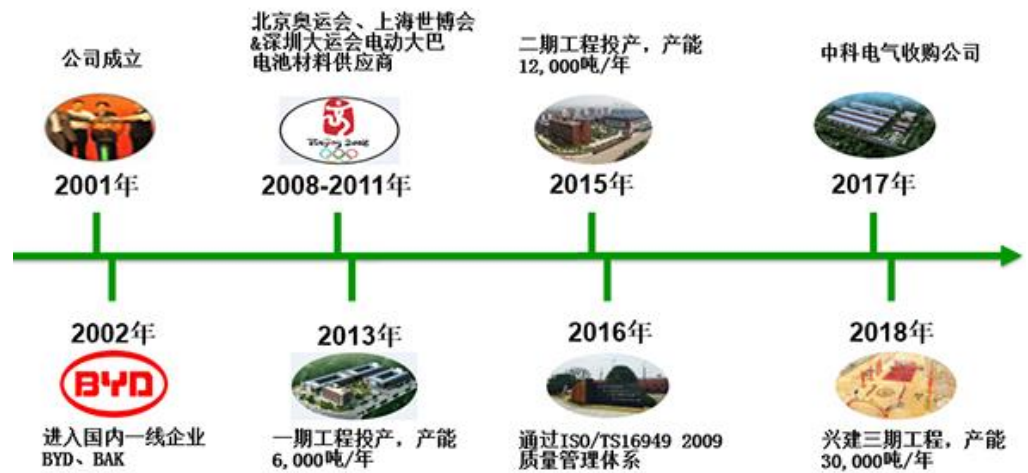 公司成立
2001年
北京奥运会、上海世博会
&深圳大运会电动大巴
电池材料供应商
Beijing 2008
2008-2011年
二期工程投产，产能
12,000吨/年
2015年
中科电气收购公司
2017年
2002年
BYD
进入国内一线企业
BYD、BAK
2013年
一期工程投产，产能
6,000吨/年
2016年
通过ISO/TS16949 2009
质量管理体系
2018年
兴建三期工程，产能
30,000吨/年